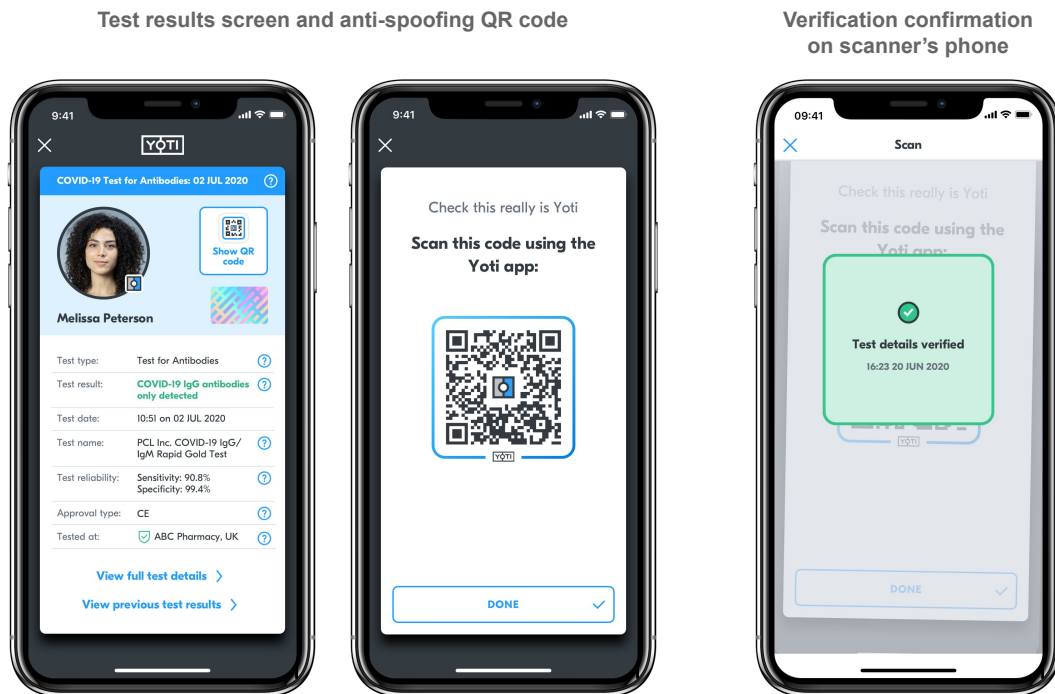 Test results screen and anti-spoofing QR code
Verification confirmation
on scanner's phone
9:41
YOTI
COVID-19 Test for Antibodies: 02 JUL 2020 ?
Show QR
code
Melissa Peterson
Test type: Test for Antibodies ?
Test result: COVID-19 IgG antibodies ?
only detected
Test date: 10:51 on 02 JUL 2020
Test name: PCL Inc. COVID-19 IgG/ ?
IgM Rapid Gold Test
Test reliability: Sensitivity: 90.8% ?
Specificity: 99.4%
Approval type: CE ?
Tested at: ABC Pharmacy, UK ?
View full test details
View previous test results
9:41
Check this really is Yoti
Scan this code using the
Yoti app:
YOTI
DONE
09:41
Scan
Check this really is Yoti
Scan this code using the
Yoti app:
Test details verified
16:23 20 JUN 2020
YOTI
DONE